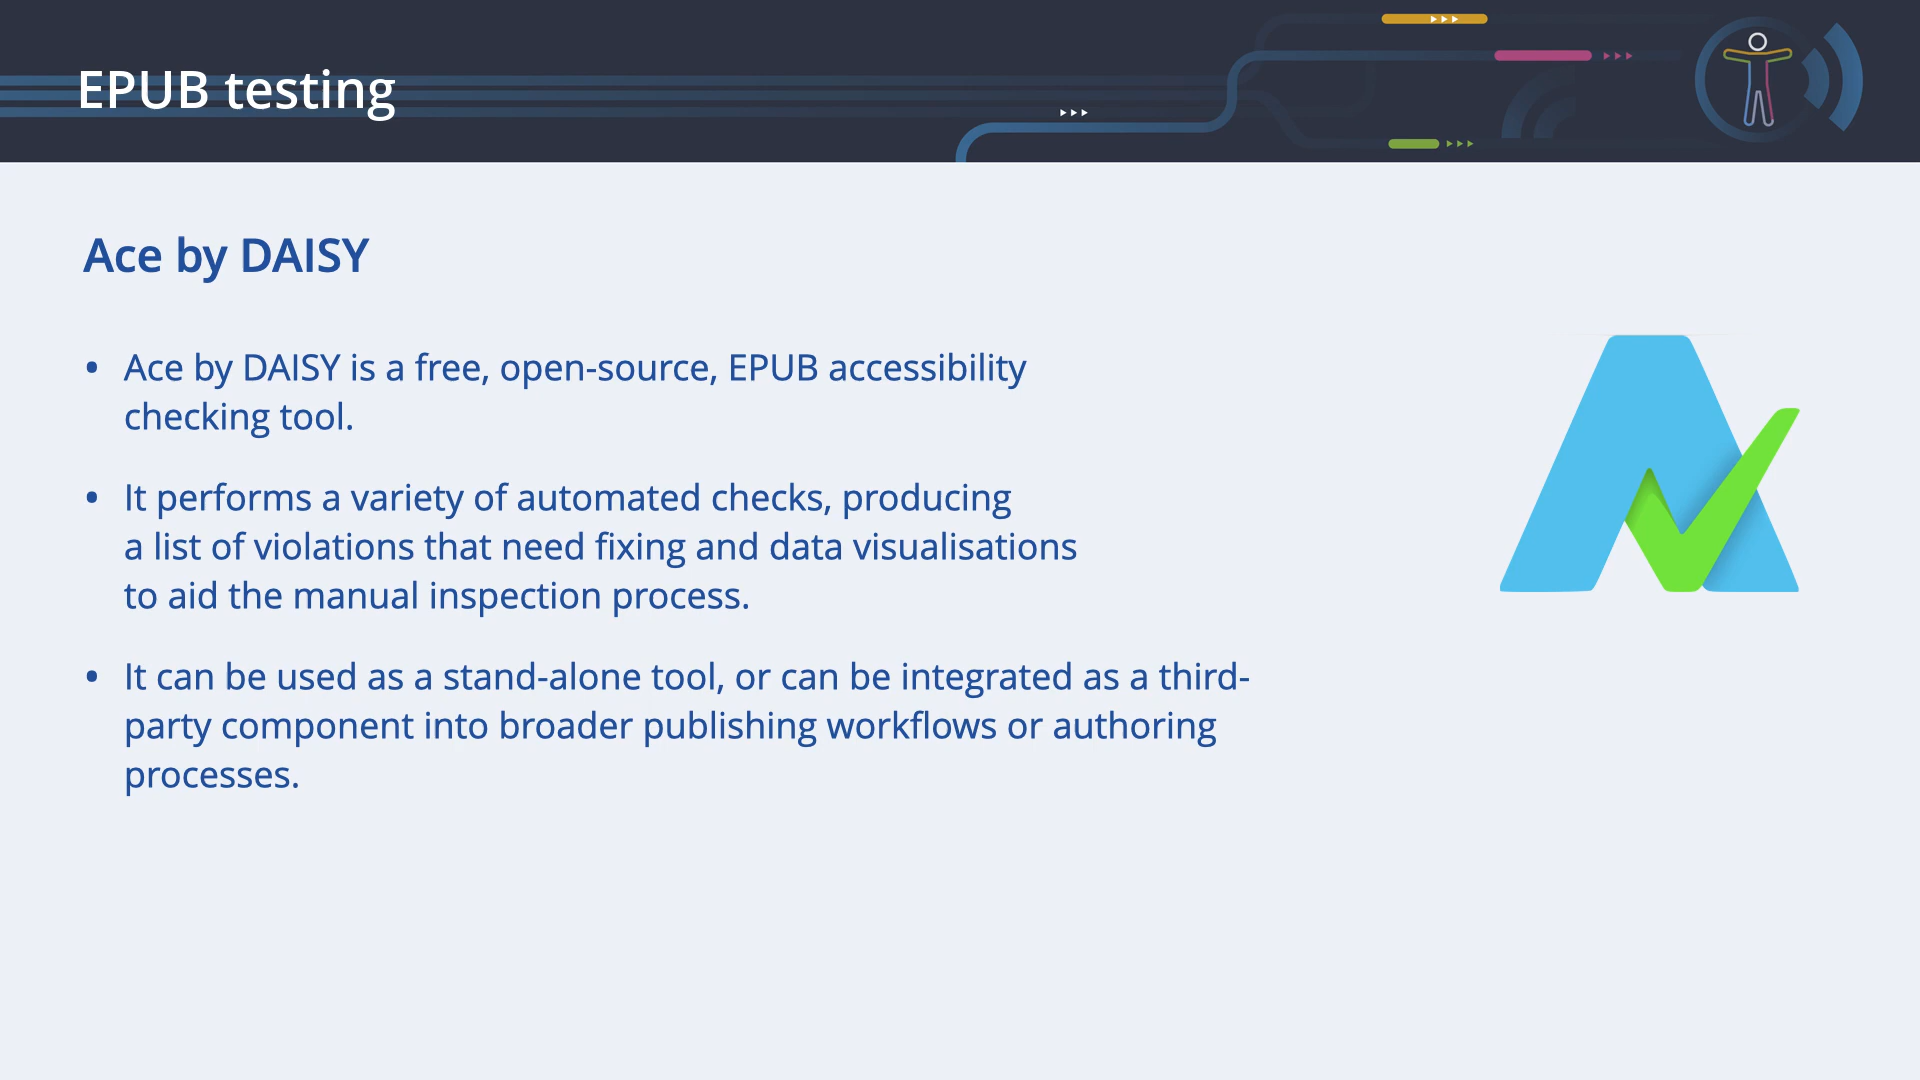 EPUB testing
Ace by DAISY
• Ace by DAISY is a free, open-source, EPUB accessibility
checking tool.
• It performs a variety of automated checks, producing
a list of violations that need fixing and data visualisations
to aid the manual inspection process.
• It can be used as a stand-alone tool, or can be integrated as a third-
party component into broader publishing workflows or authoring
processes.